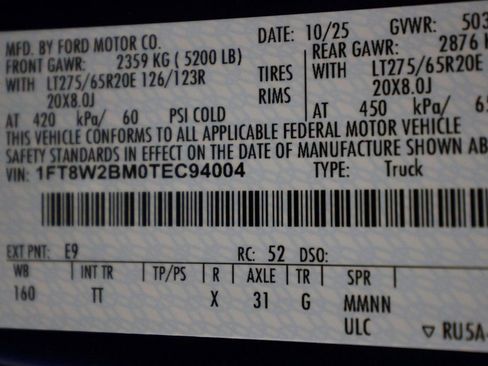 MFD. BY FORD MOTOR CO. DATE: 10/25 GVWR: 503
FRONT GAWR: 2359 KG ( 5200 LB) REAR GAWR: 2876 K
WITH LT275/65R20E 126/123R TIRES WITH LT275/65R20E
20X8.0J RIMS 20X8.0J
AT 420 kPa/ 60 PSI COLD AT 450 kPa/ 65
THIS VEHICLE CONFORMS TO ALL APPLICABLE FEDERAL MOTOR VEHICLE
SAFETY STANDARDS IN EFFECT ON THE DATE OF MANUFACTURE SHOWN AB
VIN: 1FT8W2BM0TEC94004 TYPE: Truck
EXT PNT: E9 RC: 52 DSO:
WB INT TR TP/PS R AXLE TR SPR
160 TT X 31 G MMNN
ULC ▽ RU5A-